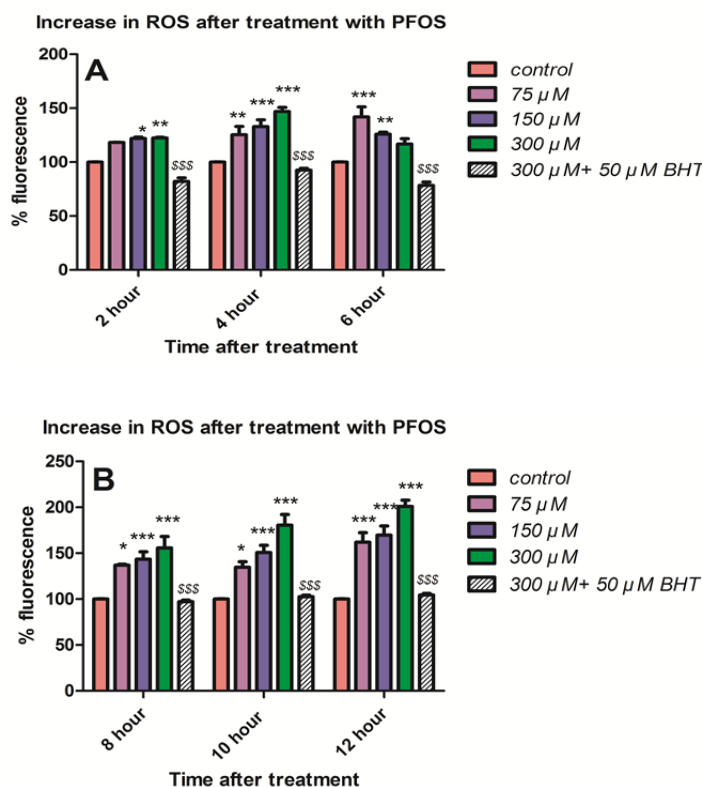 Increase in ROS after treatment with PFOS
A
% fluorescence
200
150
100
50
0
* **
** *** ***
*** **
$$$ $$$ $$$
2 hour 4 hour 6 hour
Time after treatment
control
75 µM
150 µM
300 µM
300 µM+ 50 µM BHT
Increase in ROS after treatment with PFOS
B
% fluorescence
250
200
150
100
50
0
* *** ***
* *** ***
*** *** ***
$$$ $$$ $$$
8 hour 10 hour 12 hour
Time after treatment
control
75 µM
150 µM
300 µM
300 µM+ 50 µM BHT